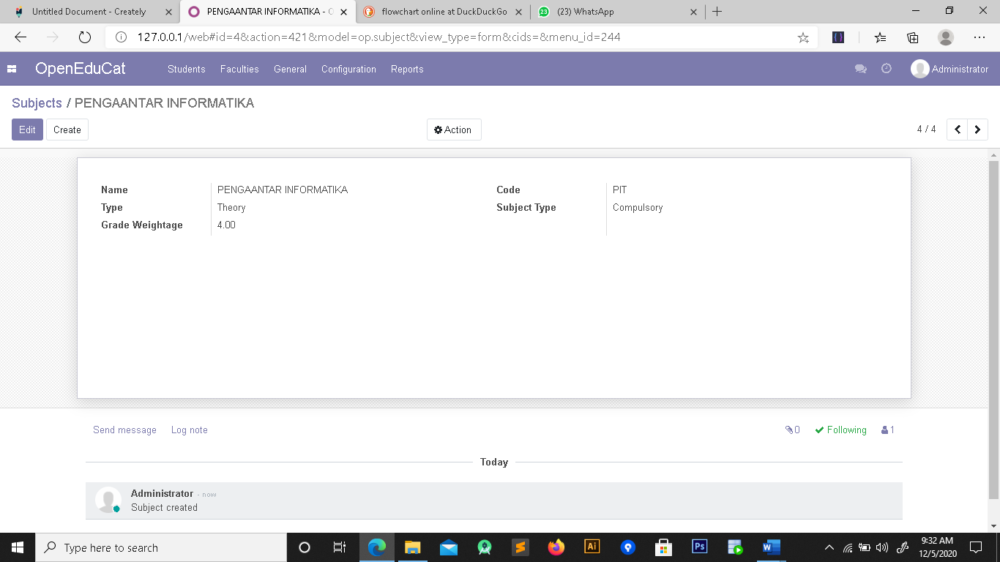 Untitled Document - Creately
PENGAANTAR INFORMATIKA - O
flowchart online at DuckDuckGo
(23) WhatsApp
127.0.0.1/web#id=4&action=421&model=op.subject&view_type=form&cids=&menu_id=244
OpenEduCat Students Faculties General Configuration Reports Administrator
Subjects / PENGAANTAR INFORMATIKA
Edit Create Action 4 / 4
Name PENGAANTAR INFORMATIKA Code PIT
Type Theory Subject Type Compulsory
Grade Weightage 4.00
Send message Log note 0 Following 1
Today
Administrator - now
Subject created
Type here to search
9:32 AM
12/5/2020